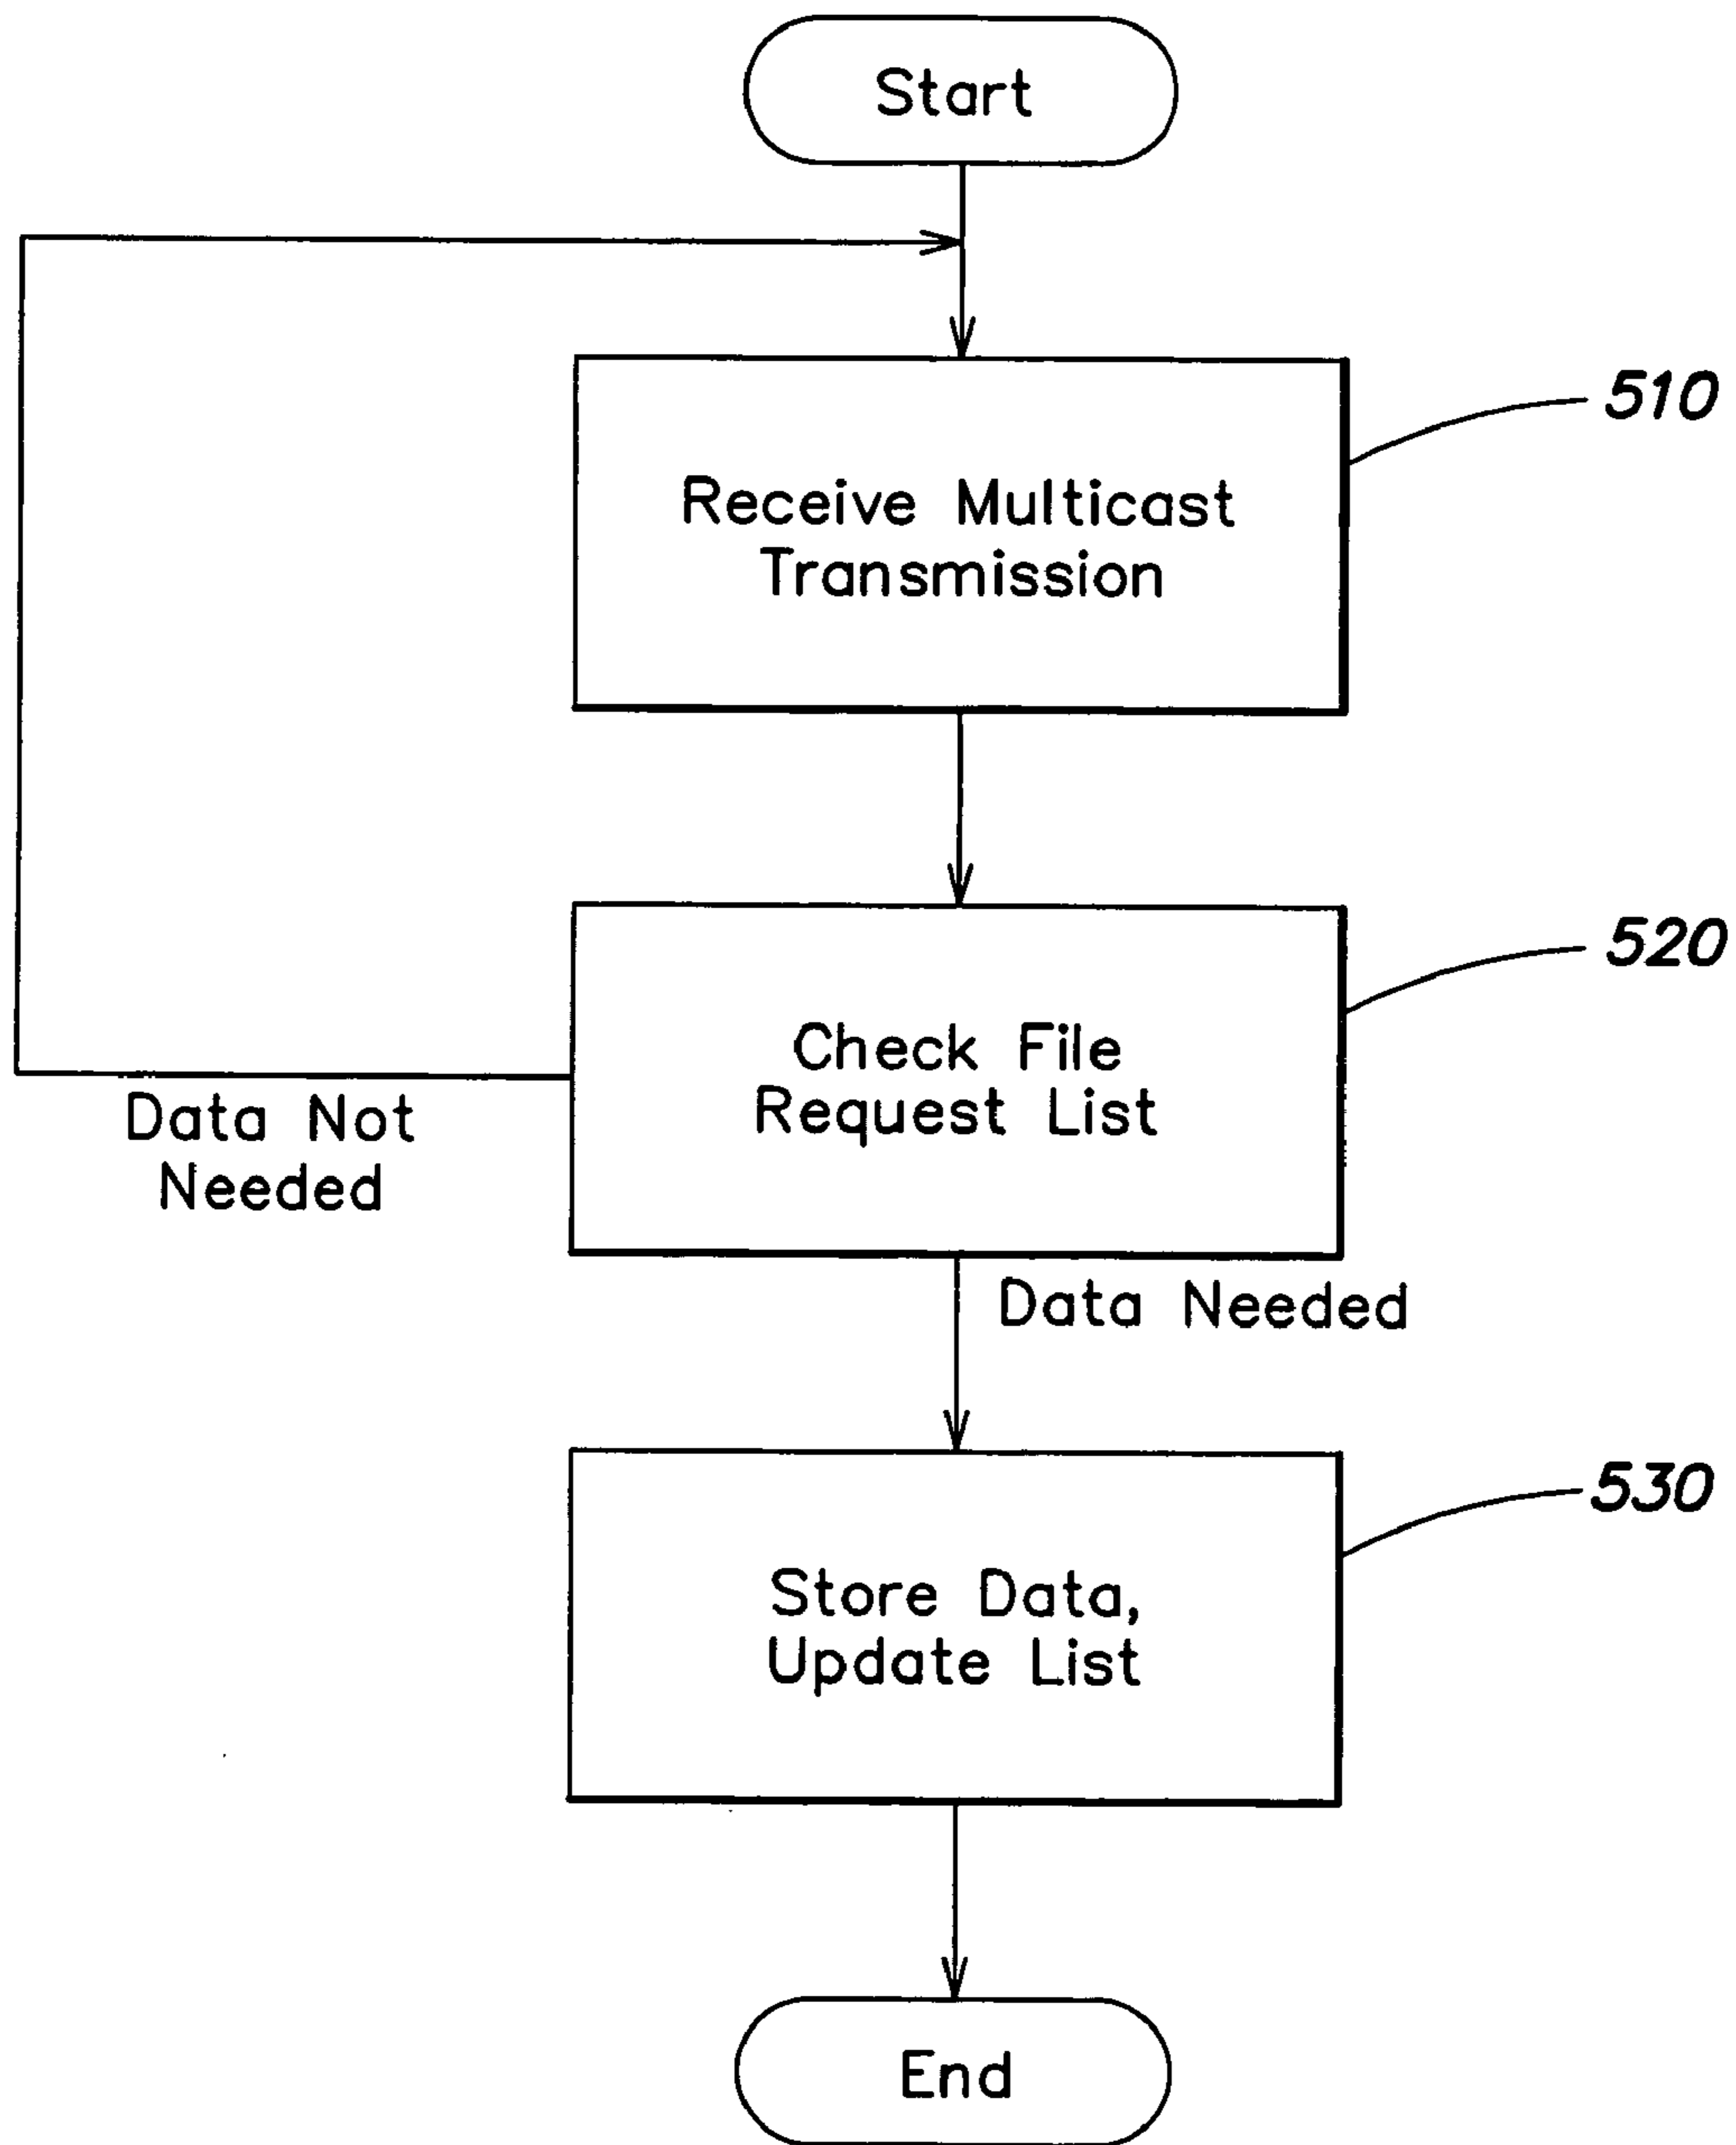 Start
510
Receive Multicast
Transmission
520
Check File
Request List
Data Not
Needed
Data Needed
530
Store Data,
Update List
End